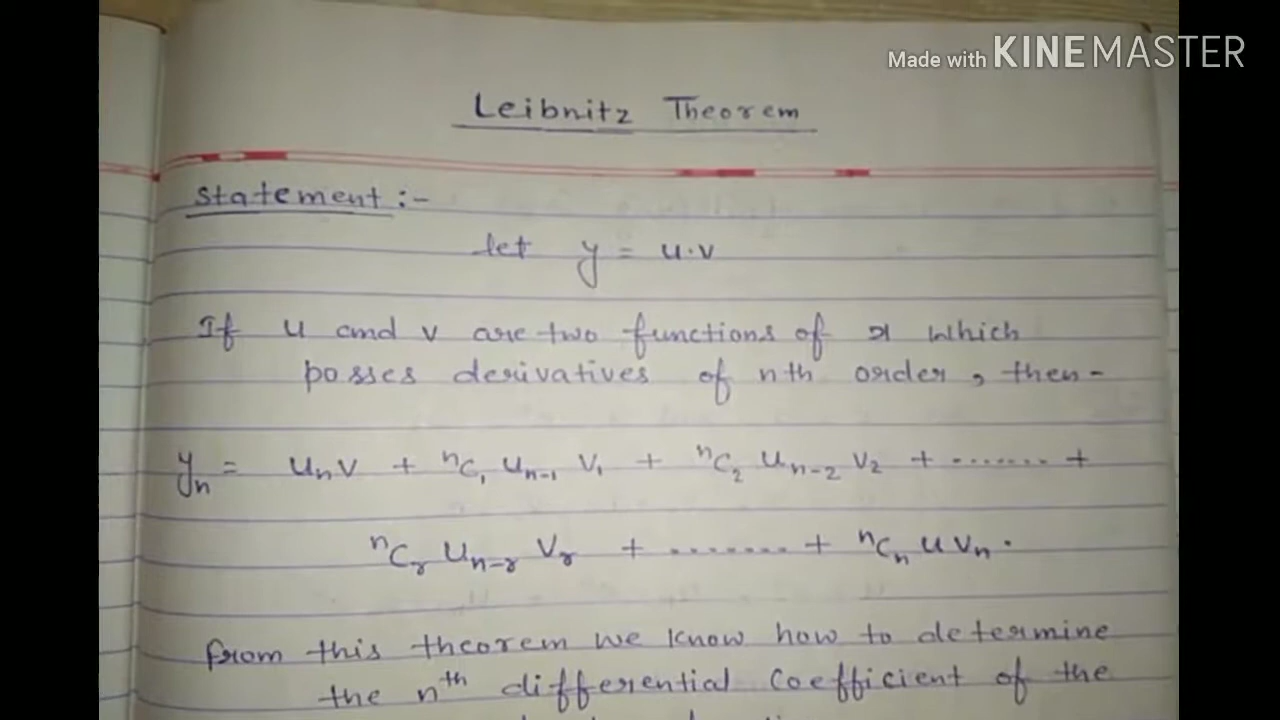 Made with KINEMASTER
Leibnitz Theorem
Statement :-
let y = u.v
If u and v are two functions of x which
posses derivatives of nth order, then-
yₙ = uₙv + ⁿC₁ uₙ₋₁ v₁ + ⁿC₂ uₙ₋₂ v₂ + ....... +
ⁿCᵣ uₙ₋ᵣ vᵣ + ........ + ⁿCₙ u vₙ .
from this theorem we know how to determine
the nᵗʰ differential coefficient of the